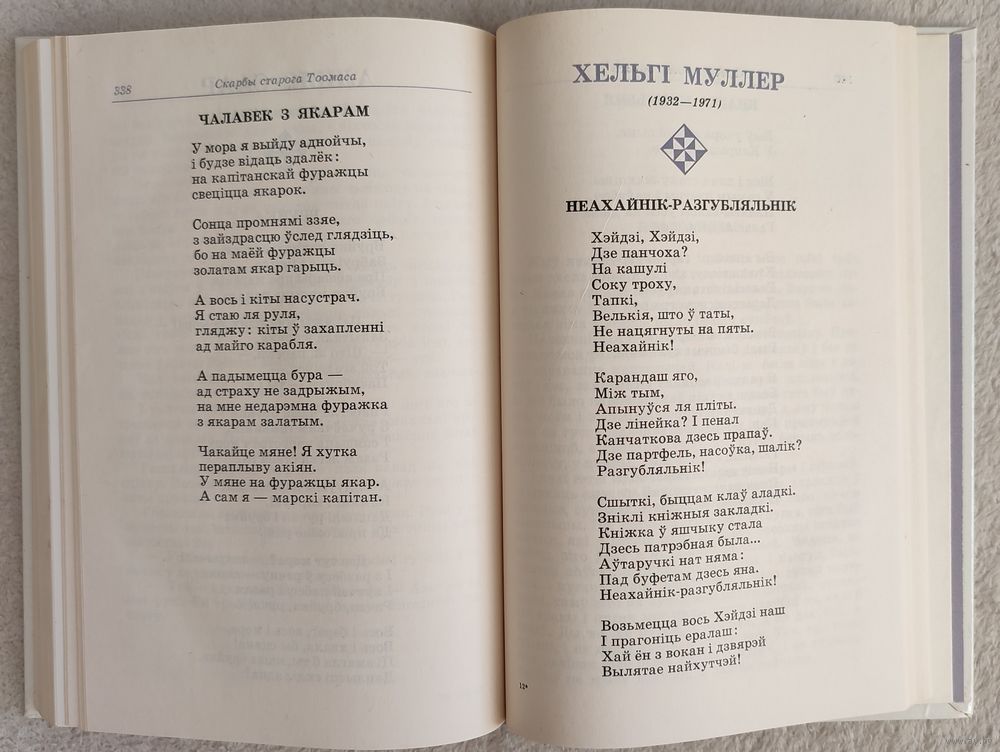 338
Скарбы старога Тоомаса
ЧАЛАВЕК З ЯКАРАМ
У мора я выйду аднойчы,
і будзе відаць здалёк:
на капітанскай фуражцы
свеціцца якарок.
Сонца промнямі ззяе,
з зайздрасцю ўслед глядзіць,
бо на маёй фуражцы
золатам якар гарыць.
А вось і кіты насустрач.
Я стаю ля руля,
гляджу: кіты ў захапленні
ад майго карабля.
А падымецца бура —
ад страху не задрыжым,
на мне недарэмна фуражка
з якарам залатым.
Чакайце мяне! Я хутка
пераплыву акіян.
У мяне на фуражцы якар.
А сам я — марскі капітан.
ХЕЛЬГІ МУЛЛЕР
(1932—1971)
НЕАХАЙНІК-РАЗГУБЛЯЛЬНІК
Хэйдзі, Хэйдзі,
Дзе панчоха?
На кашулі
Соку троху,
Тапкі,
Велькія, што ў таты,
Не нацягнуты на пяты.
Неахайнік!
Карандаш яго,
Між тым,
Апынуўся ля пліты.
Дзе лінейка? І пенал
Канчаткова дзесь прапаў.
Дзе партфель, насоўка, шалік?
Разгубляльнік!
Сшыткі, быццам клаў аладкі.
Зніклі кніжныя закладкі.
Кніжка ў яшчыку стала
Дзесь патрэбная была...
Аўтаручкі нат няма:
Пад буфетам дзесь яна.
Неахайнік-разгубляльнік!
Возьмецца вось Хэйдзі наш
І прагоніць ералаш:
Хай ён з вокан і дзвярэй
Вылятае найхутчэй!
12*